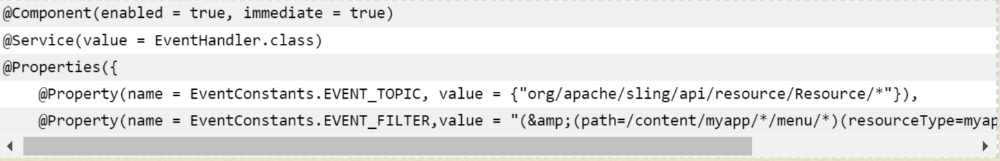 @Component(enabled = true, immediate = true)
@Service(value = EventHandler.class)
@Properties({
    @Property(name = EventConstants.EVENT_TOPIC, value = {"org/apache/sling/api/resource/Resource/*"}),
    @Property(name = EventConstants.EVENT_FILTER,value = "(&amp;(path=/content/myapp/*/menu/*)(resourceType=myap